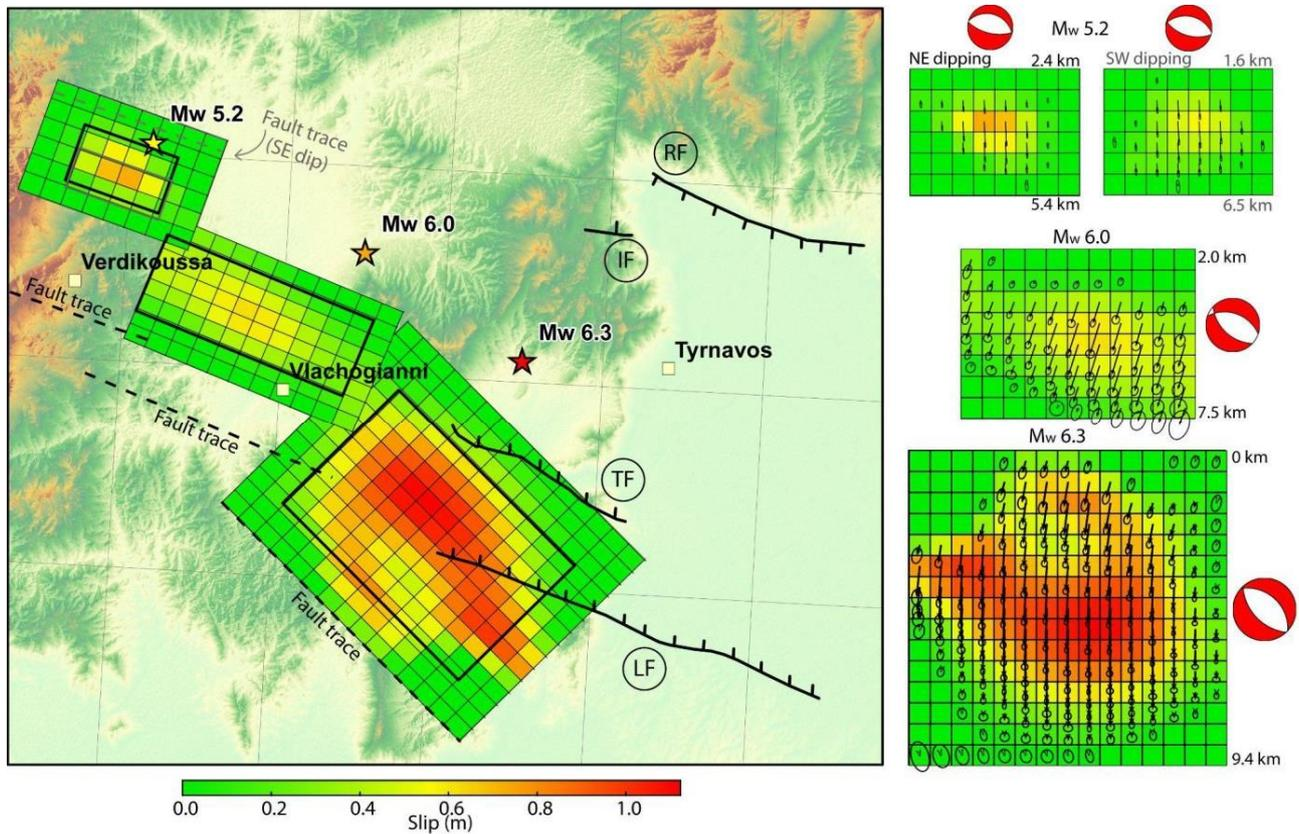 Mw 5.2
Fault trace
(SE dip)
RF
Mw 6.0
IF
Verdikoussa
Fault trace
Mw 6.3
Tyrnavos
Vlachogianni
Fault trace
TF
Fault trace
LF
0.0
0.2
0.4
0.6
0.8
1.0
Slip (m)
Mw 5.2
NE dipping
2.4 km
SW dipping
1.6 km
5.4 km
6.5 km
Mw 6.0
2.0 km
7.5 km
Mw 6.3
0 km
9.4 km